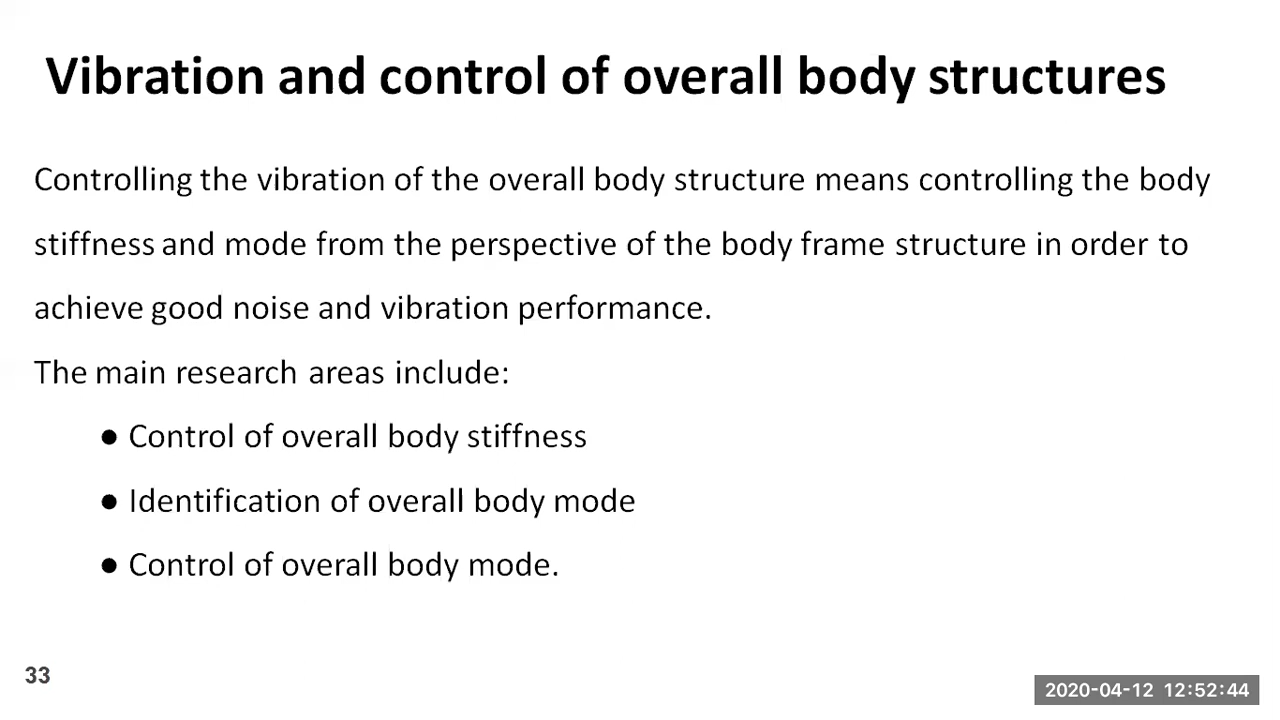 Vibration and control of overall body structures
Controlling the vibration of the overall body structure means controlling the body
stiffness and mode from the perspective of the body frame structure in order to
achieve good noise and vibration performance.
The main research areas include:
● Control of overall body stiffness
● Identification of overall body mode
● Control of overall body mode.
33
2020-04-12 12:52:44